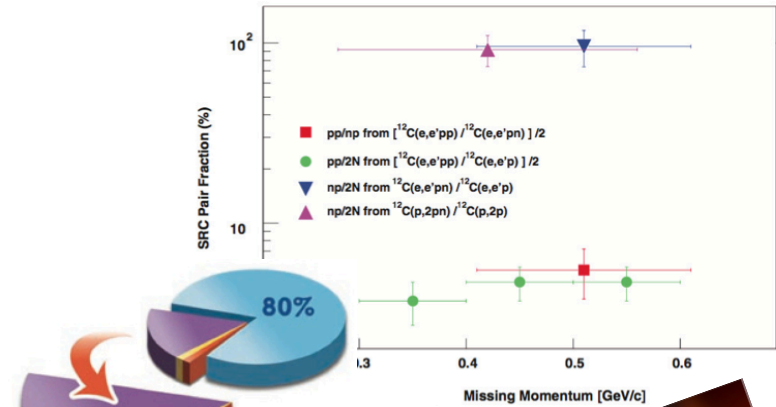 10²
pp/np from [¹²C(e,e'pp) /¹²C(e,e'pn) ] /2
pp/2N from [¹²C(e,e'pp) /¹²C(e,e'p) ] /2
np/2N from ¹²C(e,e'pn) /¹²C(e,e'p)
np/2N from ¹²C(p,2pn) /¹²C(p,2p)
SRC Pair Fraction (%)
10
80%
0.3 0.4 0.5 0.6
Missing Momentum [GeV/c]